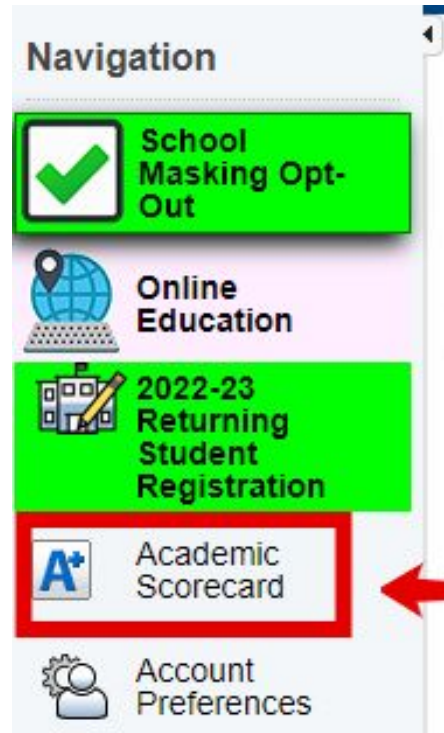 Navigation
School
Masking Opt-
Out
Online
Education
2022-23
Returning
Student
Registration
A+
Academic
Scorecard
Account
Preferences